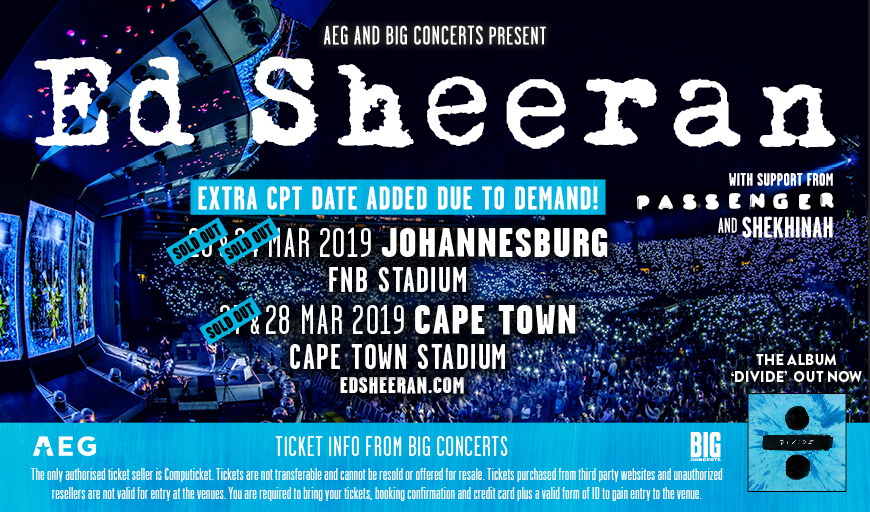 AEG AND BIG CONCERTS PRESENT
Ed Sheeran
EXTRA CPT DATE ADDED DUE TO DEMAND!
WITH SUPPORT FROM
PASSENGER
AND SHEKHINAH
SOLD OUT
SOLD OUT
& MAR 2019 JOHANNESBURG
FNB STADIUM
SOLD OUT
& 28 MAR 2019 CAPE TOWN
CAPE TOWN STADIUM
EDSHEERAN.COM
THE ALBUM
'DIVIDE' OUT NOW
DIVIDE
AEG
TICKET INFO FROM BIG CONCERTS
BIG
CONCERTS
The only authorised ticket seller is Computicket. Tickets are not transferable and cannot be resold or offered for resale. Tickets purchased from third party websites and unauthorized
resellers are not valid for entry at the venues. You are required to bring your tickets, booking confirmation and credit card plus a valid form of ID to gain entry to the venue.